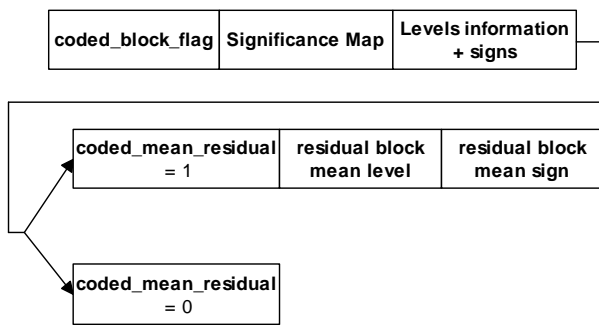 coded_block_flag
Significance Map
Levels information
+ signs
coded_mean_residual
= 1
residual block
mean level
residual block
mean sign
coded_mean_residual
= 0